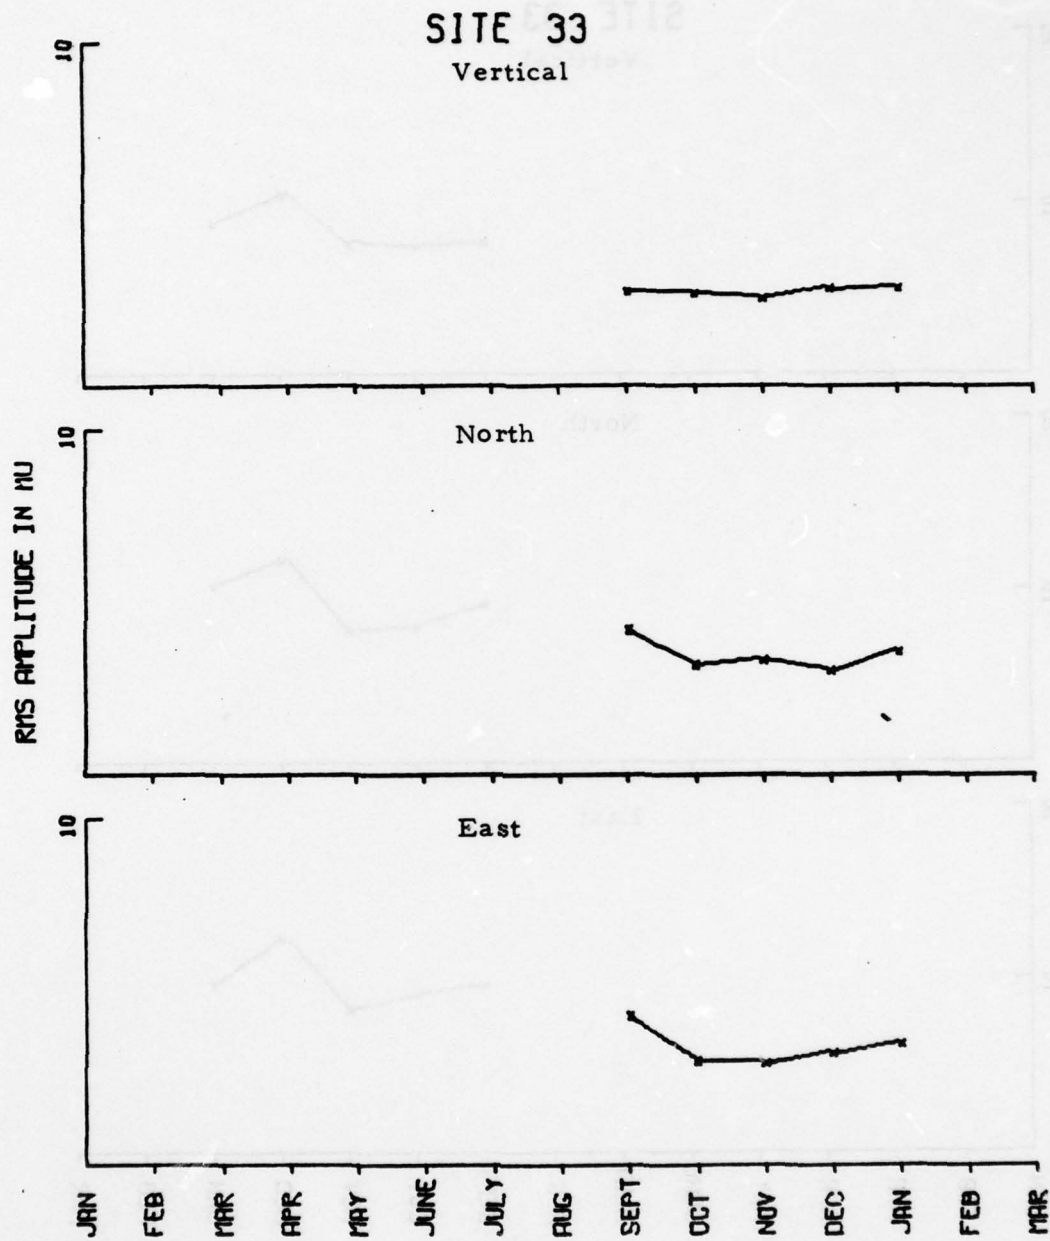 SITE 33
Vertical
10
North
10
RMS AMPLITUDE IN MU
East
10
JAN FEB MAR APR MAY JUNE JULY AUG SEPT OCT NOV DEC JAN FEB MAR